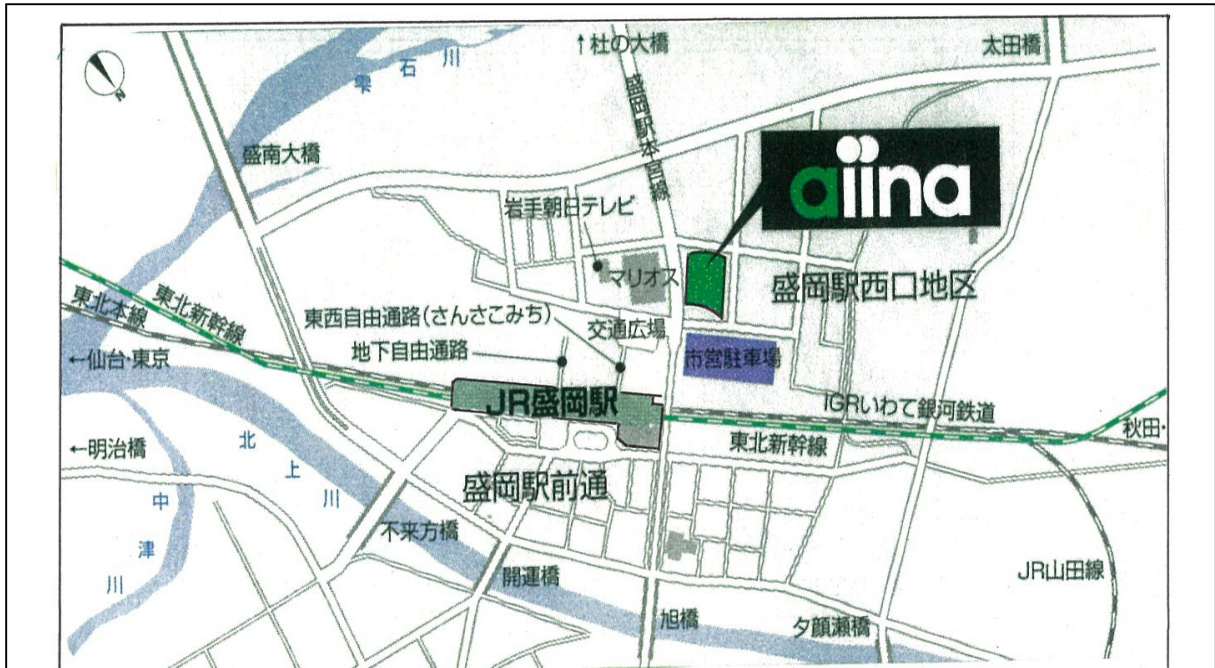 ↑杜の大橋
太田橋
雫石川
盛岡駅本宮線
盛南大橋
aiina
岩手朝日テレビ
マリオス
盛岡駅西口地区
東北新幹線
東北本線
東西自由通路(さんさこみち)
交通広場
地下自由通路
市営駐車場
←仙台・東京
JR盛岡駅
IGRいわて銀河鉄道
東北新幹線
秋田・
←明治橋
北上川
盛岡駅前通
中津川
不来方橋
開運橋
旭橋
夕顔瀬橋
JR山田線
N